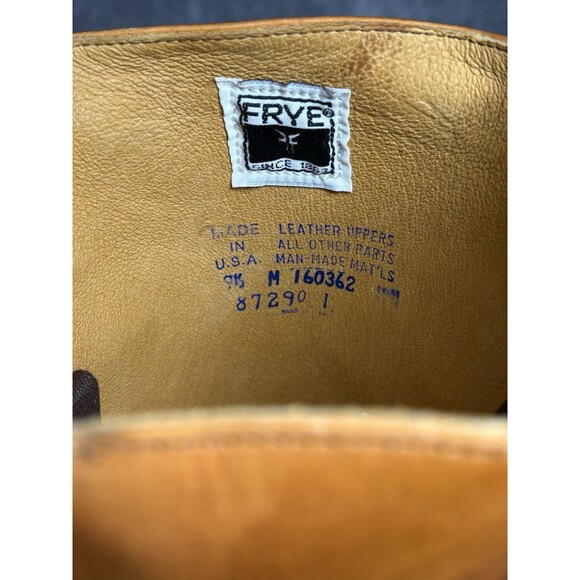 FRYE®
SINCE 1863
MADE LEATHER UPPERS
IN ALL OTHER PARTS
U.S.A. MAN-MADE MAT'LS
9½ M 160362
87290 1